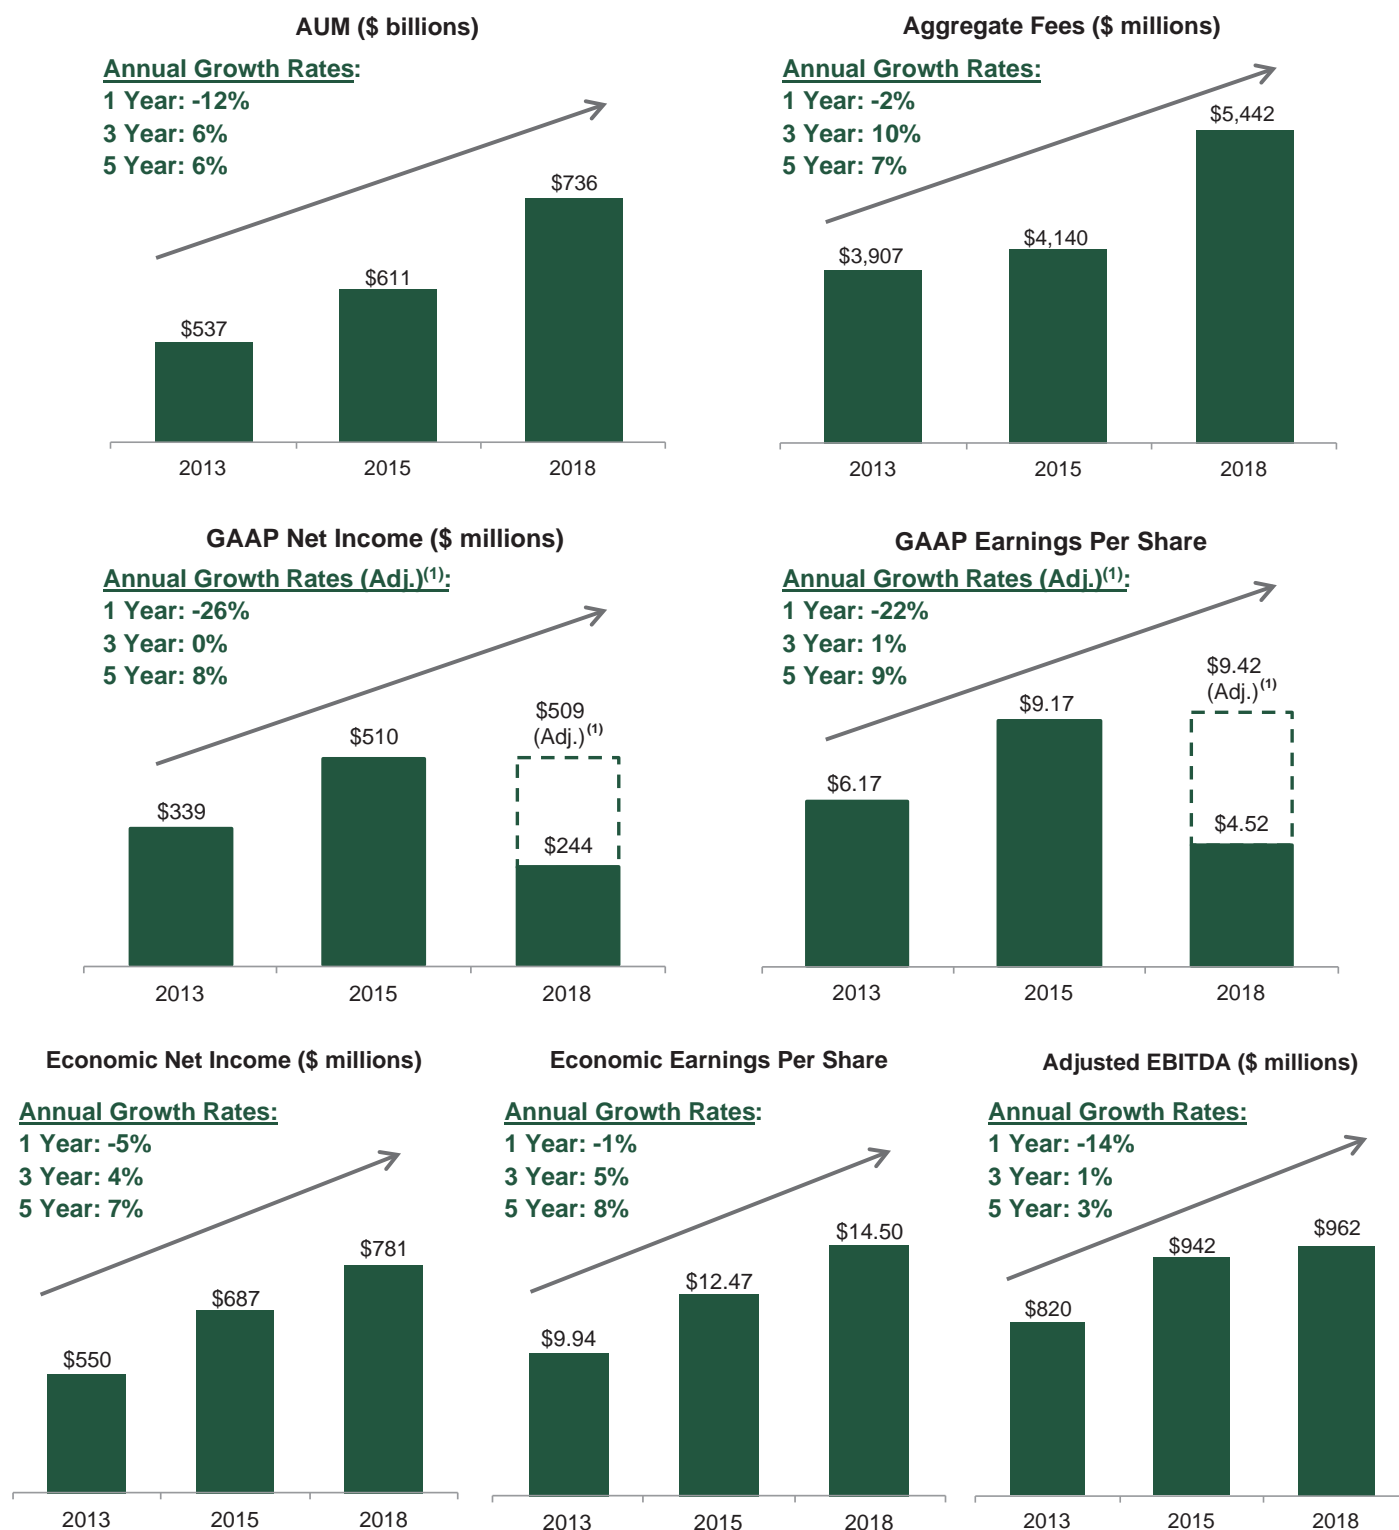 AUM ($ billions)
Annual Growth Rates:
1 Year: -12%
3 Year: 6%
5 Year: 6%
$537
$611
$736
2013
2015
2018
Aggregate Fees ($ millions)
Annual Growth Rates:
1 Year: -2%
3 Year: 10%
5 Year: 7%
$3,907
$4,140
$5,442
2013
2015
2018
GAAP Net Income ($ millions)
Annual Growth Rates (Adj.)(1):
1 Year: -26%
3 Year: 0%
5 Year: 8%
$339
$510
$509
(Adj.)(1)
$244
2013
2015
2018
GAAP Earnings Per Share
Annual Growth Rates (Adj.)(1):
1 Year: -22%
3 Year: 1%
5 Year: 9%
$6.17
$9.17
$9.42
(Adj.)(1)
$4.52
2013
2015
2018
Economic Net Income ($ millions)
Annual Growth Rates:
1 Year: -5%
3 Year: 4%
5 Year: 7%
$550
$687
$781
2013
2015
2018
Economic Earnings Per Share
Annual Growth Rates:
1 Year: -1%
3 Year: 5%
5 Year: 8%
$9.94
$12.47
$14.50
2013
2015
2018
Adjusted EBITDA ($ millions)
Annual Growth Rates:
1 Year: -14%
3 Year: 1%
5 Year: 3%
$820
$942
$962
2013
2015
2018